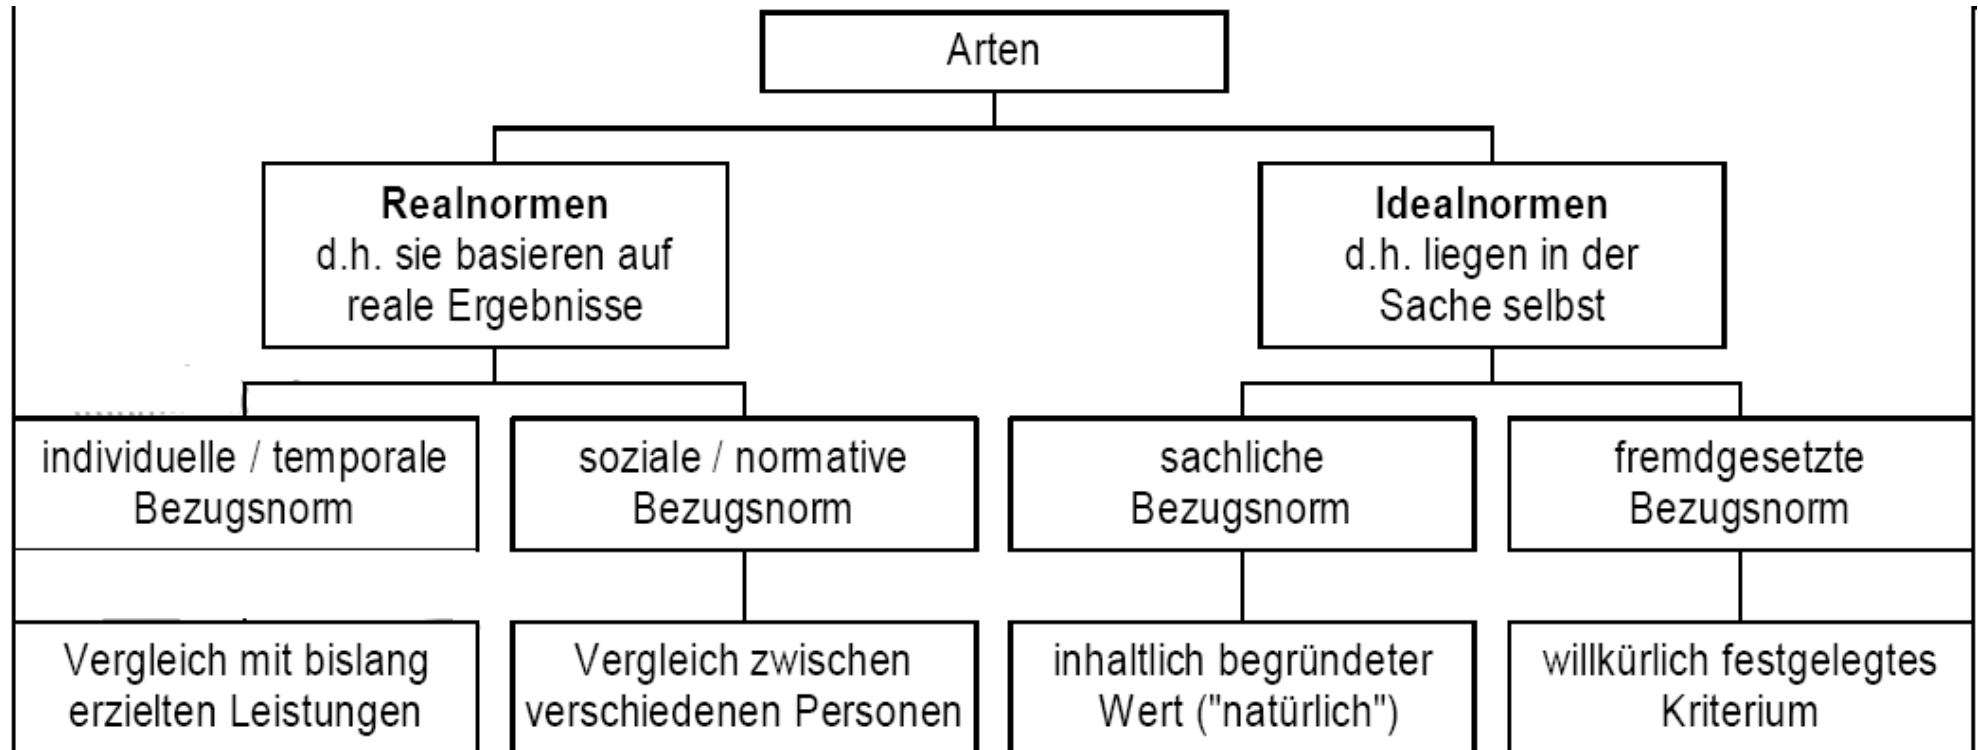 Arten
Realnormen
d.h. sie basieren auf
reale Ergebnisse
Idealnormen
d.h. liegen in der
Sache selbst
individuelle / temporale
Bezugsnorm
soziale / normative
Bezugsnorm
sachliche
Bezugsnorm
fremdgesetzte
Bezugsnorm
Vergleich mit bislang
erzielten Leistungen
Vergleich zwischen
verschiedenen Personen
inhaltlich begründeter
Wert ("natürlich")
willkürlich festgelegtes
Kriterium